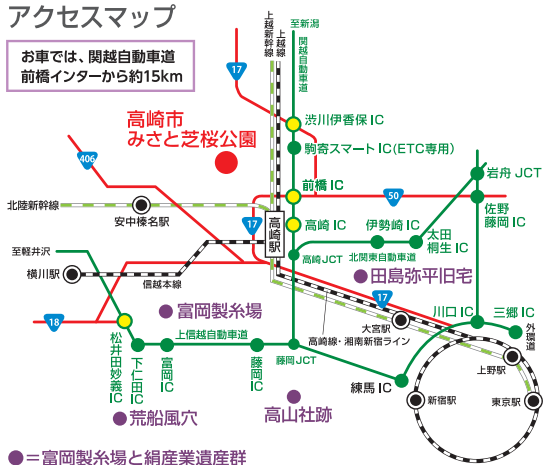 アクセスマップ
お車では、関越自動車道
前橋インターから約15km
上越新幹線
上越線
至新潟
関越自動車道
17
渋川伊香保 IC
高崎市
みさと芝桜公園
駒寄スマート IC(ETC専用)
406
岩舟 JCT
前橋 IC
50
北陸新幹線
安中榛名駅
17
高崎駅
高崎 IC
伊勢崎 IC
太田
桐生 IC
佐野
藤岡 IC
至軽井沢
高崎 JCT
北関東自動車道
横川駅
信越本線
田島弥平旧宅
17
富岡製糸場
大宮駅
川口 IC
三郷 IC
18
上信越自動車道
高崎線・湘南新宿ライン
外環道
松井田妙義IC
下仁田IC
富岡IC
藤岡IC
藤岡JCT
上野駅
練馬 IC
荒船風穴
高山社跡
新宿駅
東京駅
●=富岡製糸場と絹産業遺産群